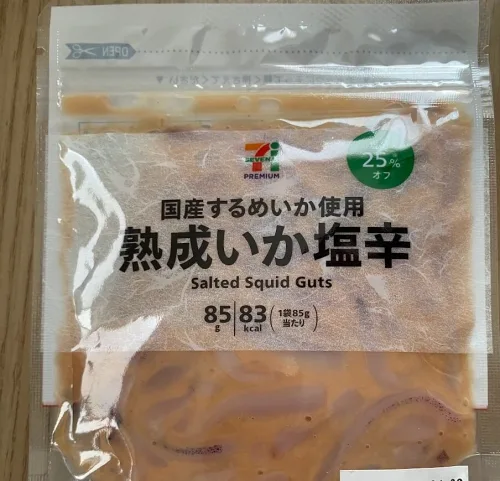 OPEN
7
SEVEN
PREMIUM
25%
オフ
国産するめいか使用
熟成いか塩辛
Salted Squid Guts
85g 83kcal (1袋85g当たり)